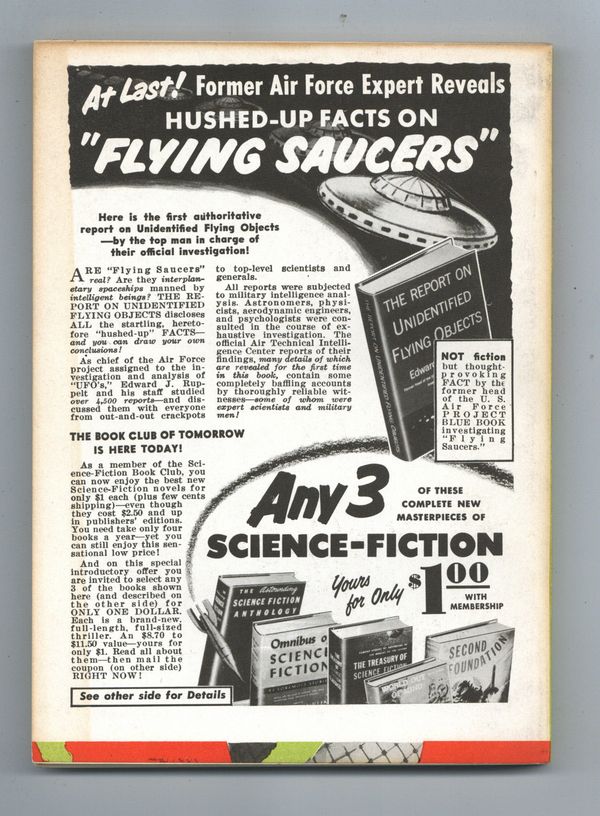 At Last! Former Air Force Expert Reveals
HUSHED-UP FACTS ON
"FLYING SAUCERS"
Here is the first authoritative
report on Unidentified Flying Objects
—by the top man in charge of
their official investigation!
ARE "Flying Saucers"
real? Are they interplan-
etary spaceships manned by
intelligent beings? THE RE-
PORT ON UNIDENTIFIED
FLYING OBJECTS discloses
ALL the startling, hereto-
fore "hushed-up" FACTS—
and you can draw your own
conclusions!
As chief of the Air Force
project assigned to the in-
vestigation and analysis of
"UFO's," Edward J. Rup-
pelt and his staff studied
over 4,500 reports—and dis-
cussed them with everyone
from out-and-out crackpots
to top-level scientists and
generals.
All reports were subjected
to military intelligence anal-
ysis. Astronomers, physi-
cists, aerodynamic engineers,
and psychologists were con-
sulted in the course of ex-
haustive investigation. The
official Air Technical Intelli-
gence Center reports of their
findings, many details of which
are revealed for the first time
in this book, contain some
completely baffling accounts
by thoroughly reliable wit-
nesses—some of whom were
expert scientists and military
men!
THE REPORT ON
UNIDENTIFIED
FLYING OBJECTS
Edward
THE REPORT ON UNIDENTIFIED FLYING OBJECTS
NOT fiction
but thought-
provoking
FACT by the
former head
of the U. S.
Air Force
PROJECT
BLUE BOOK
investigating
"Flying
Saucers."
THE BOOK CLUB OF TOMORROW
IS HERE TODAY!
As a member of the Sci-
ence-Fiction Book Club you
can now enjoy the best new
Science-Fiction novels for
only $1 each (plus few cents
shipping)—even though
they cost $2.50 and up
in publishers' editions.
You need take only four
books a year—yet you
can still enjoy this sen-
sational low price!
And on this special
introductory offer you
are invited to select any
3 of the books shown
here (and described on
the other side) for
ONLY ONE DOLLAR.
Each is a brand-new,
full-length, full-sized
thriller. An $8.70 to
$11.50 value—yours for
only $1. Read all about
them—then mail the
coupon (on other side)
RIGHT NOW!
See other side for Details
Any 3
OF THESE
COMPLETE NEW
MASTERPIECES OF
SCIENCE-FICTION
Yours
for Only
$1.00
WITH
MEMBERSHIP
THE Astounding
SCIENCE FICTION
ANTHOLOGY
Omnibus O
SCIENC
FICTION
THE TREASURY OF
SCIENCE FICTION
WORLD OUT
OF MIND
SECOND
FOUNDATION